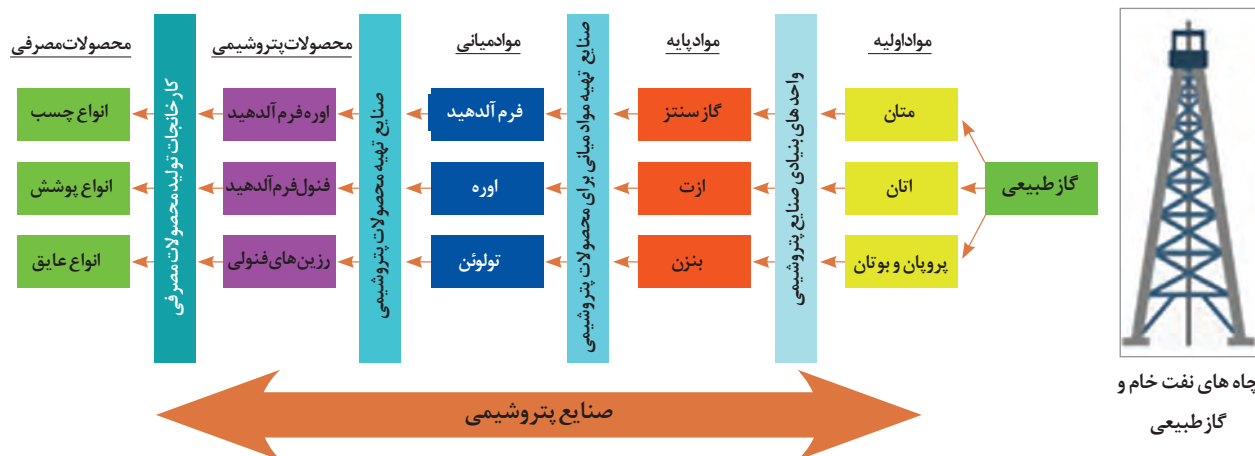 مواد اولیه
مواد پایه
مواد میانی
محصولات پتروشیمی
محصولات مصرفی
گاز طبیعی
متان
اتان
پروپان و بوتان
واحدهای بنیادی صنایع پتروشیمی
گاز سنتز
ازت
بنزن
صنایع تهیه مواد میانی برای محصولات پتروشیمی
فرم آلدهید
اوره
تولوئن
صنایع تهیه محصولات پتروشیمی
اوره فرم آلدهید
فنول فرم آلدهید
رزین های فنولی
کارخانجات تولید محصولات مصرفی
انواع چسب
انواع پوشش
انواع عایق
صنایع پتروشیمی
چاه های نفت خام و
گاز طبیعی